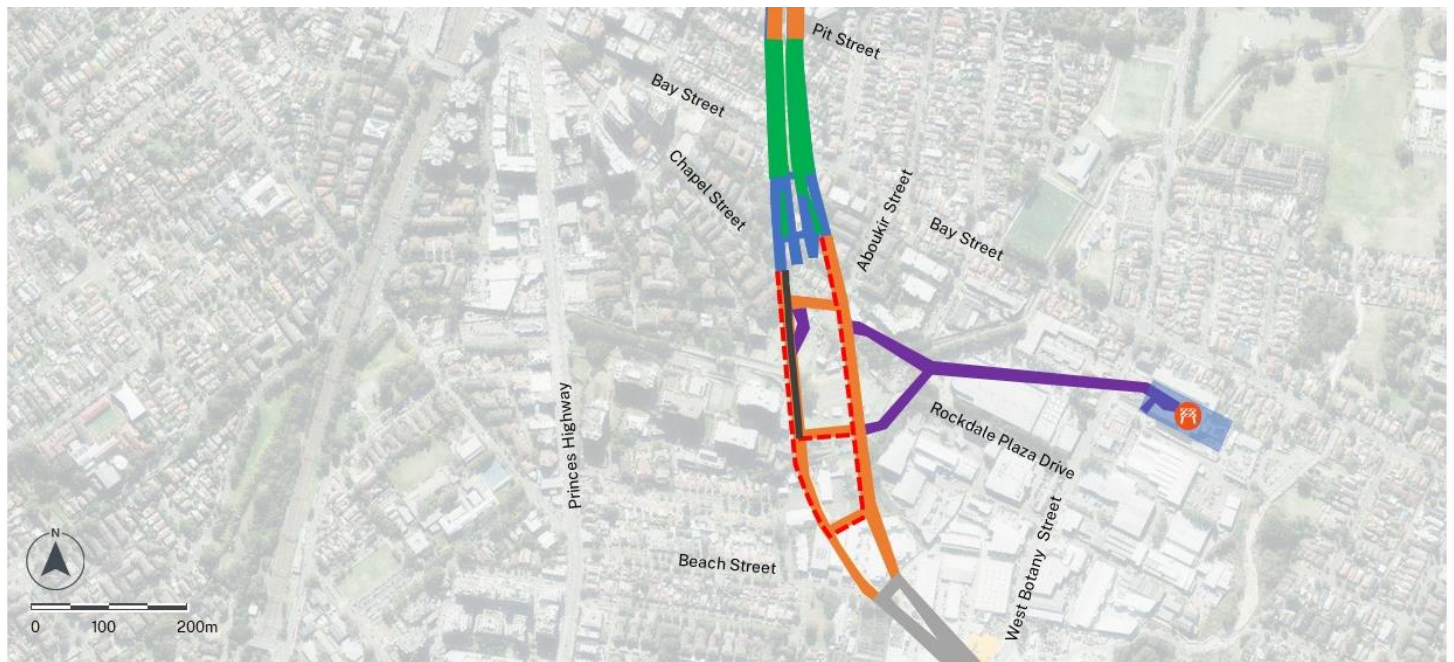 Pit Street
Bay Street
Chapel Street
Aboukir Street
Bay Street
Princes Highway
Rockdale Plaza Drive
West Botany Street
Beach Street
N
0 100 200m